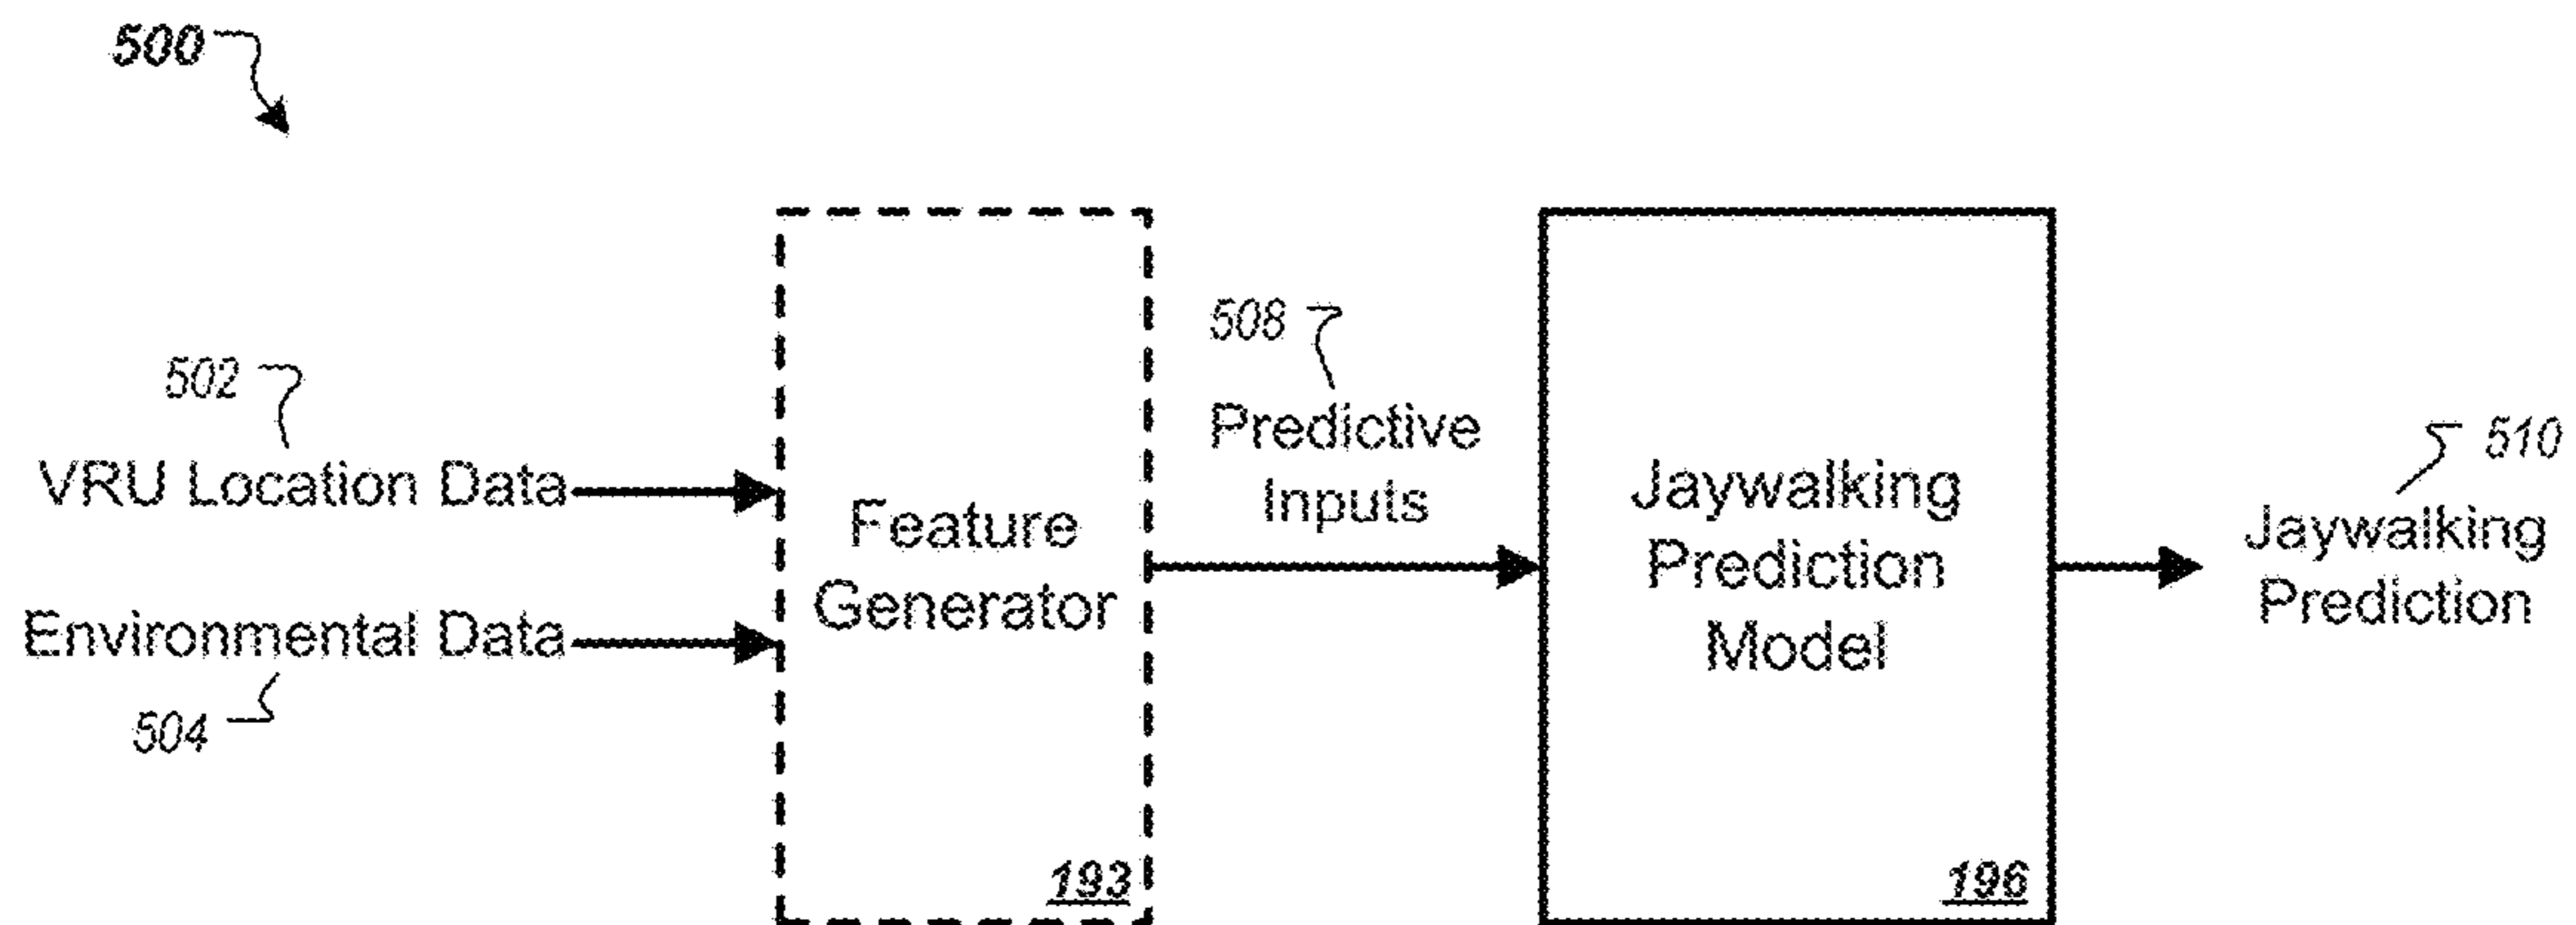 500
502
VRU Location Data
Environmental Data
504
Feature
Generator
193
508
Predictive
Inputs
Jaywalking
Prediction
Model
196
510
Jaywalking
Prediction